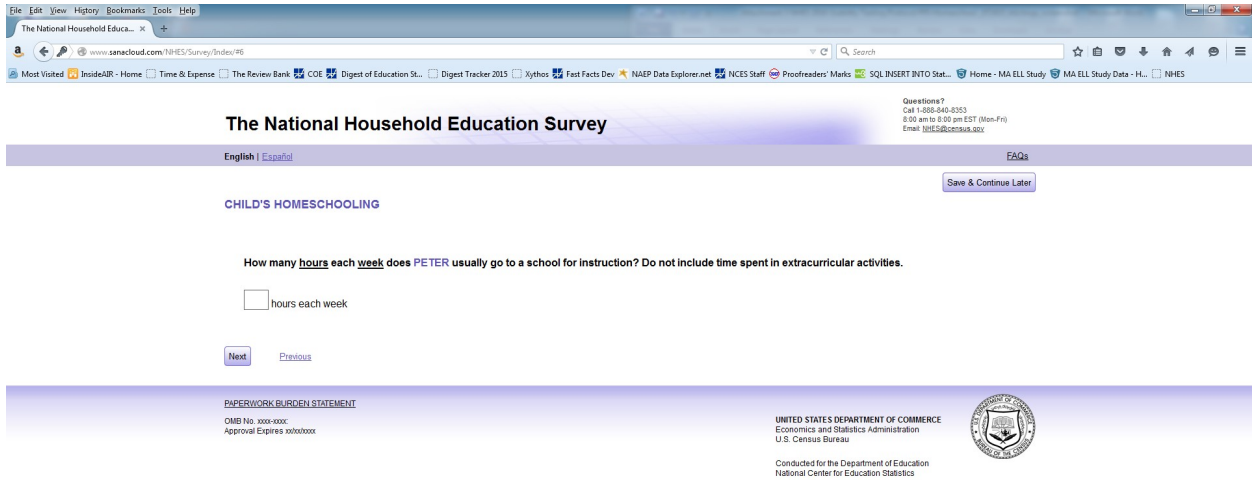 File Edit View History Bookmarks Tools Help
The National Household Educa... × +
www.sanacloud.com/NHES/Survey/Index/#6 Search
Most Visited InsideAIR - Home Time & Expense The Review Bank COE Digest of Education St... Digest Tracker 2015 Xythos Fast Facts Dev NAEP Data Explorer.net NCES Staff Proofreaders' Marks SQL INSERT INTO Stat... Home - MA ELL Study MA ELL Study Data - H... NHES
Questions?
Call 1-888-840-8353
8:00 am to 8:00 pm EST (Mon-Fri)
Email: NHES@census.gov
The National Household Education Survey
English | Español FAQs
Save & Continue Later
CHILD'S HOMESCHOOLING
How many hours each week does PETER usually go to a school for instruction? Do not include time spent in extracurricular activities.
hours each week
Next Previous
PAPERWORK BURDEN STATEMENT
OMB No. xxxx-xxxx:
Approval Expires xx/xx/xxxx
UNITED STATES DEPARTMENT OF COMMERCE
Economics and Statistics Administration
U.S. Census Bureau
Conducted for the Department of Education
National Center for Education Statistics
U.S. DEPARTMENT OF COMMERCE
BUREAU OF THE CENSUS